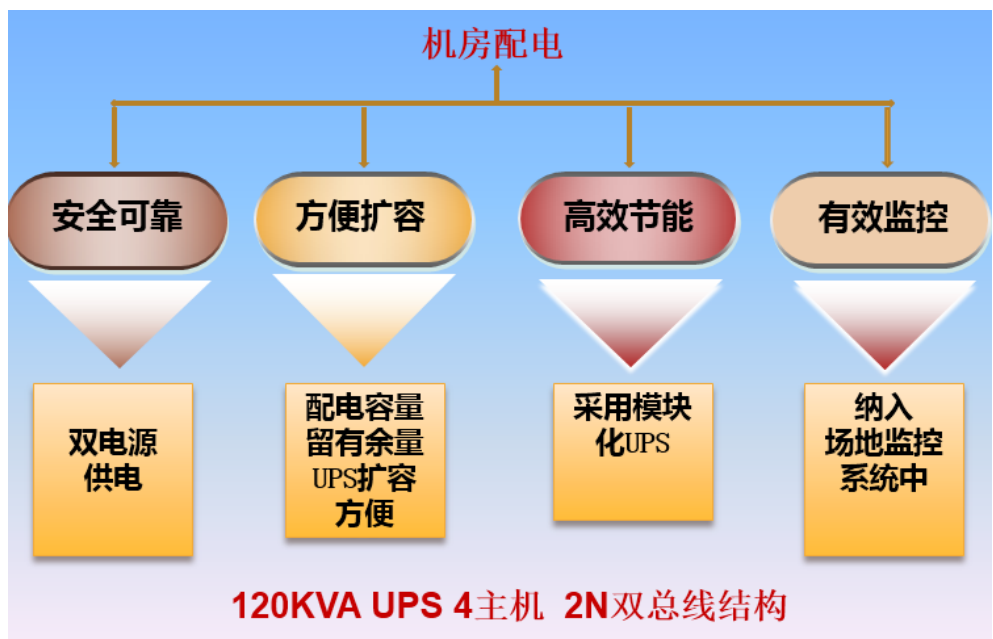 机房配电
安全可靠
方便扩容
高效节能
有效监控
双电源
供电
配电容量
留有余量
UPS扩容
方便
采用模块
化UPS
纳入
场地监控
系统中
120KVA UPS 4主机 2N双总线结构